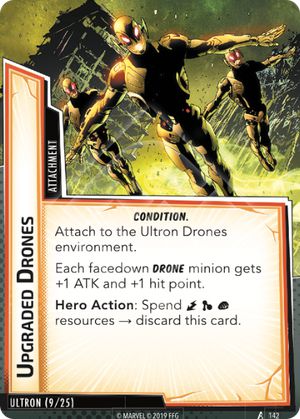 UPGRADED DRONES
ATTACHMENT
CONDITION.
Attach to the Ultron Drones
environment.
Each facedown DRONE minion gets
+1 ATK and +1 hit point.
Hero Action: Spend
resources → discard this card.
ULTRON (9/25)
© MARVEL © 2019 FFG
142